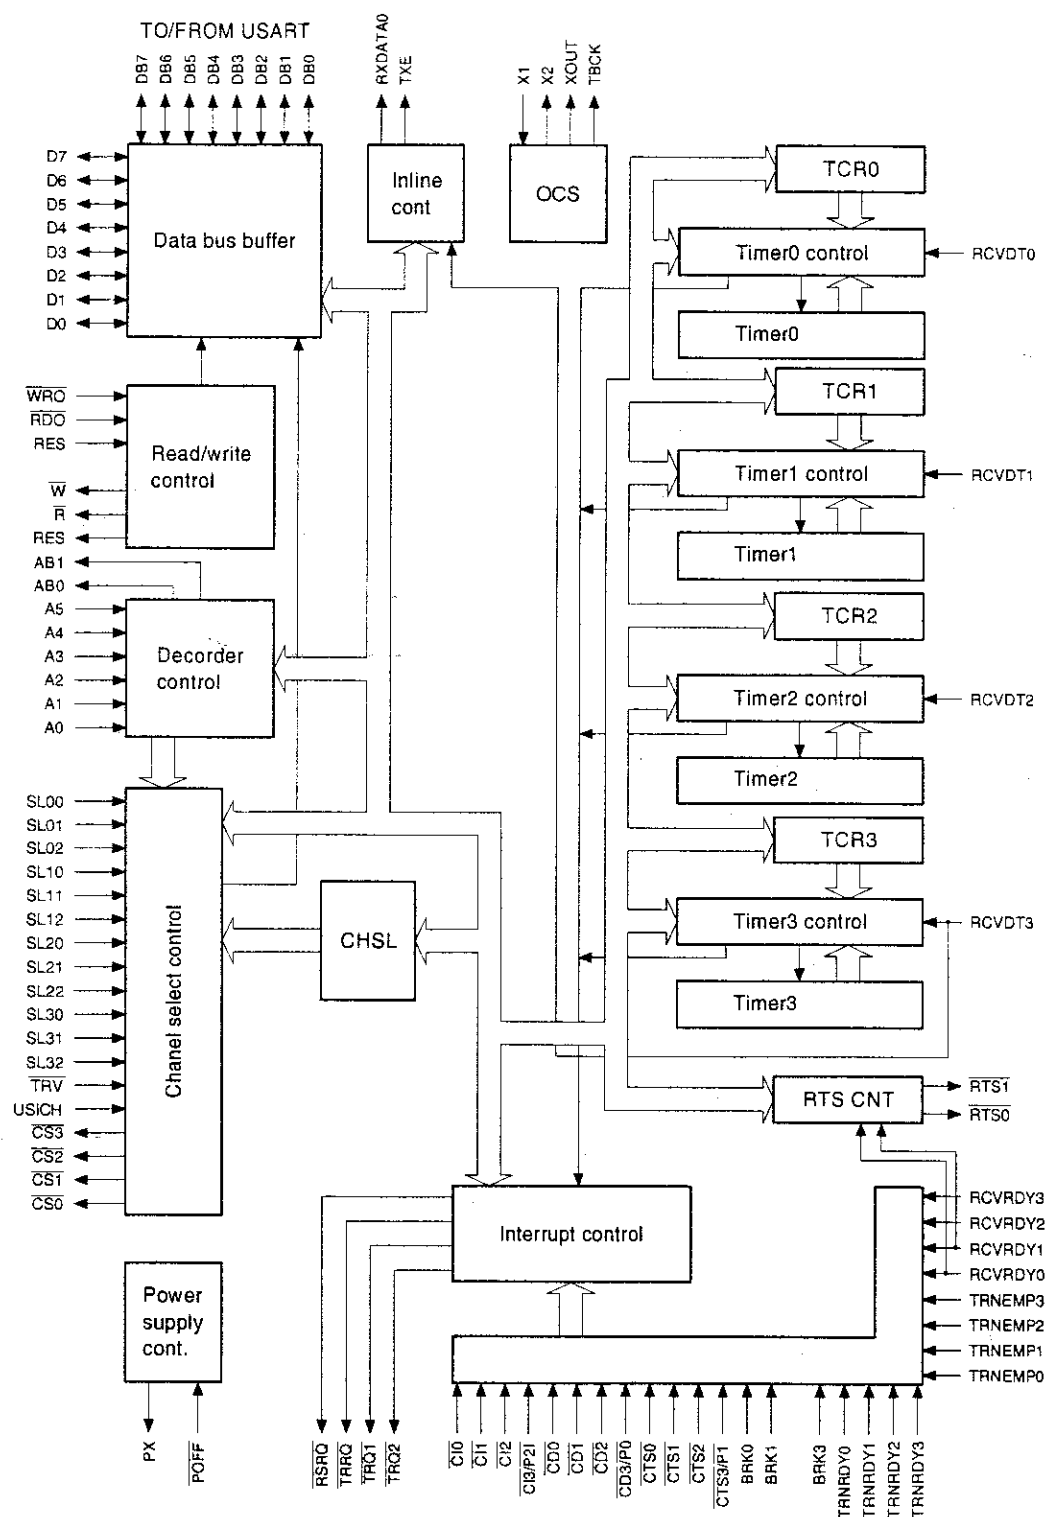 TO/FROM USART
DB7
DB6
DB5
DB4
DB3
DB2
DB1
DB0
RXDATA0
TXE
X1
X2
XOUT
TBCK
D7
D6
D5
D4
D3
D2
D1
D0
Data bus buffer
Inline
cont
OCS
TCR0
Timer0 control
RCVDT0
Timer0
WRO
RDO
RES
W
R
RES
Read/write
control
TCR1
Timer1 control
RCVDT1
Timer1
AB1
AB0
A5
A4
A3
A2
A1
A0
Decorder
control
TCR2
Timer2 control
RCVDT2
Timer2
SL00
SL01
SL02
SL10
SL11
SL12
SL20
SL21
SL22
SL30
SL31
SL32
TRV
USICH
CS3
CS2
CS1
CS0
Chanel select control
CHSL
TCR3
Timer3 control
RCVDT3
Timer3
RTS CNT
RTS1
RTS0
Interrupt control
RCVRDY3
RCVRDY2
RCVRDY1
RCVRDY0
TRNEMP3
TRNEMP2
TRNEMP1
TRNEMP0
Power
supply
cont.
PX
POFF
RSRQ
TRRQ
TRQ1
TRQ2
CI0
CI1
CI2
CI3/P2I
CD0
CD1
CD2
CD3/P0
CTS0
CTS1
CTS2
CTS3/P1
BRK0
BRK1
BRK3
TRNRDY0
TRNRDY1
TRNRDY2
TRNRDY3